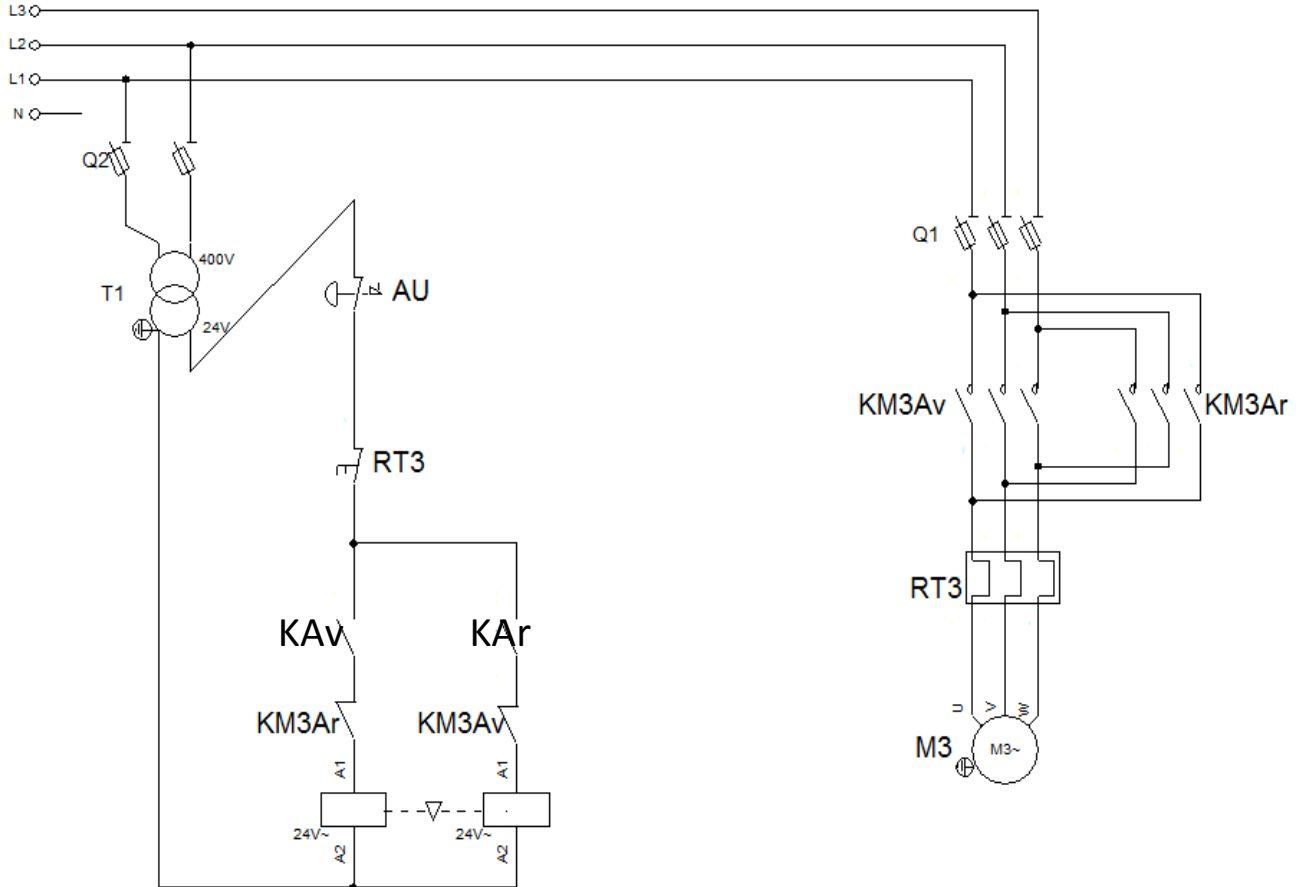 L3
L2
L1
N
Q2
400V
T1
24V
AU
RT3
KAv
KAr
KM3Ar
KM3Av
A1
A1
24V~
24V~
A2
A2
Q1
KM3Av
KM3Ar
RT3
U
V
W
M3
M3~